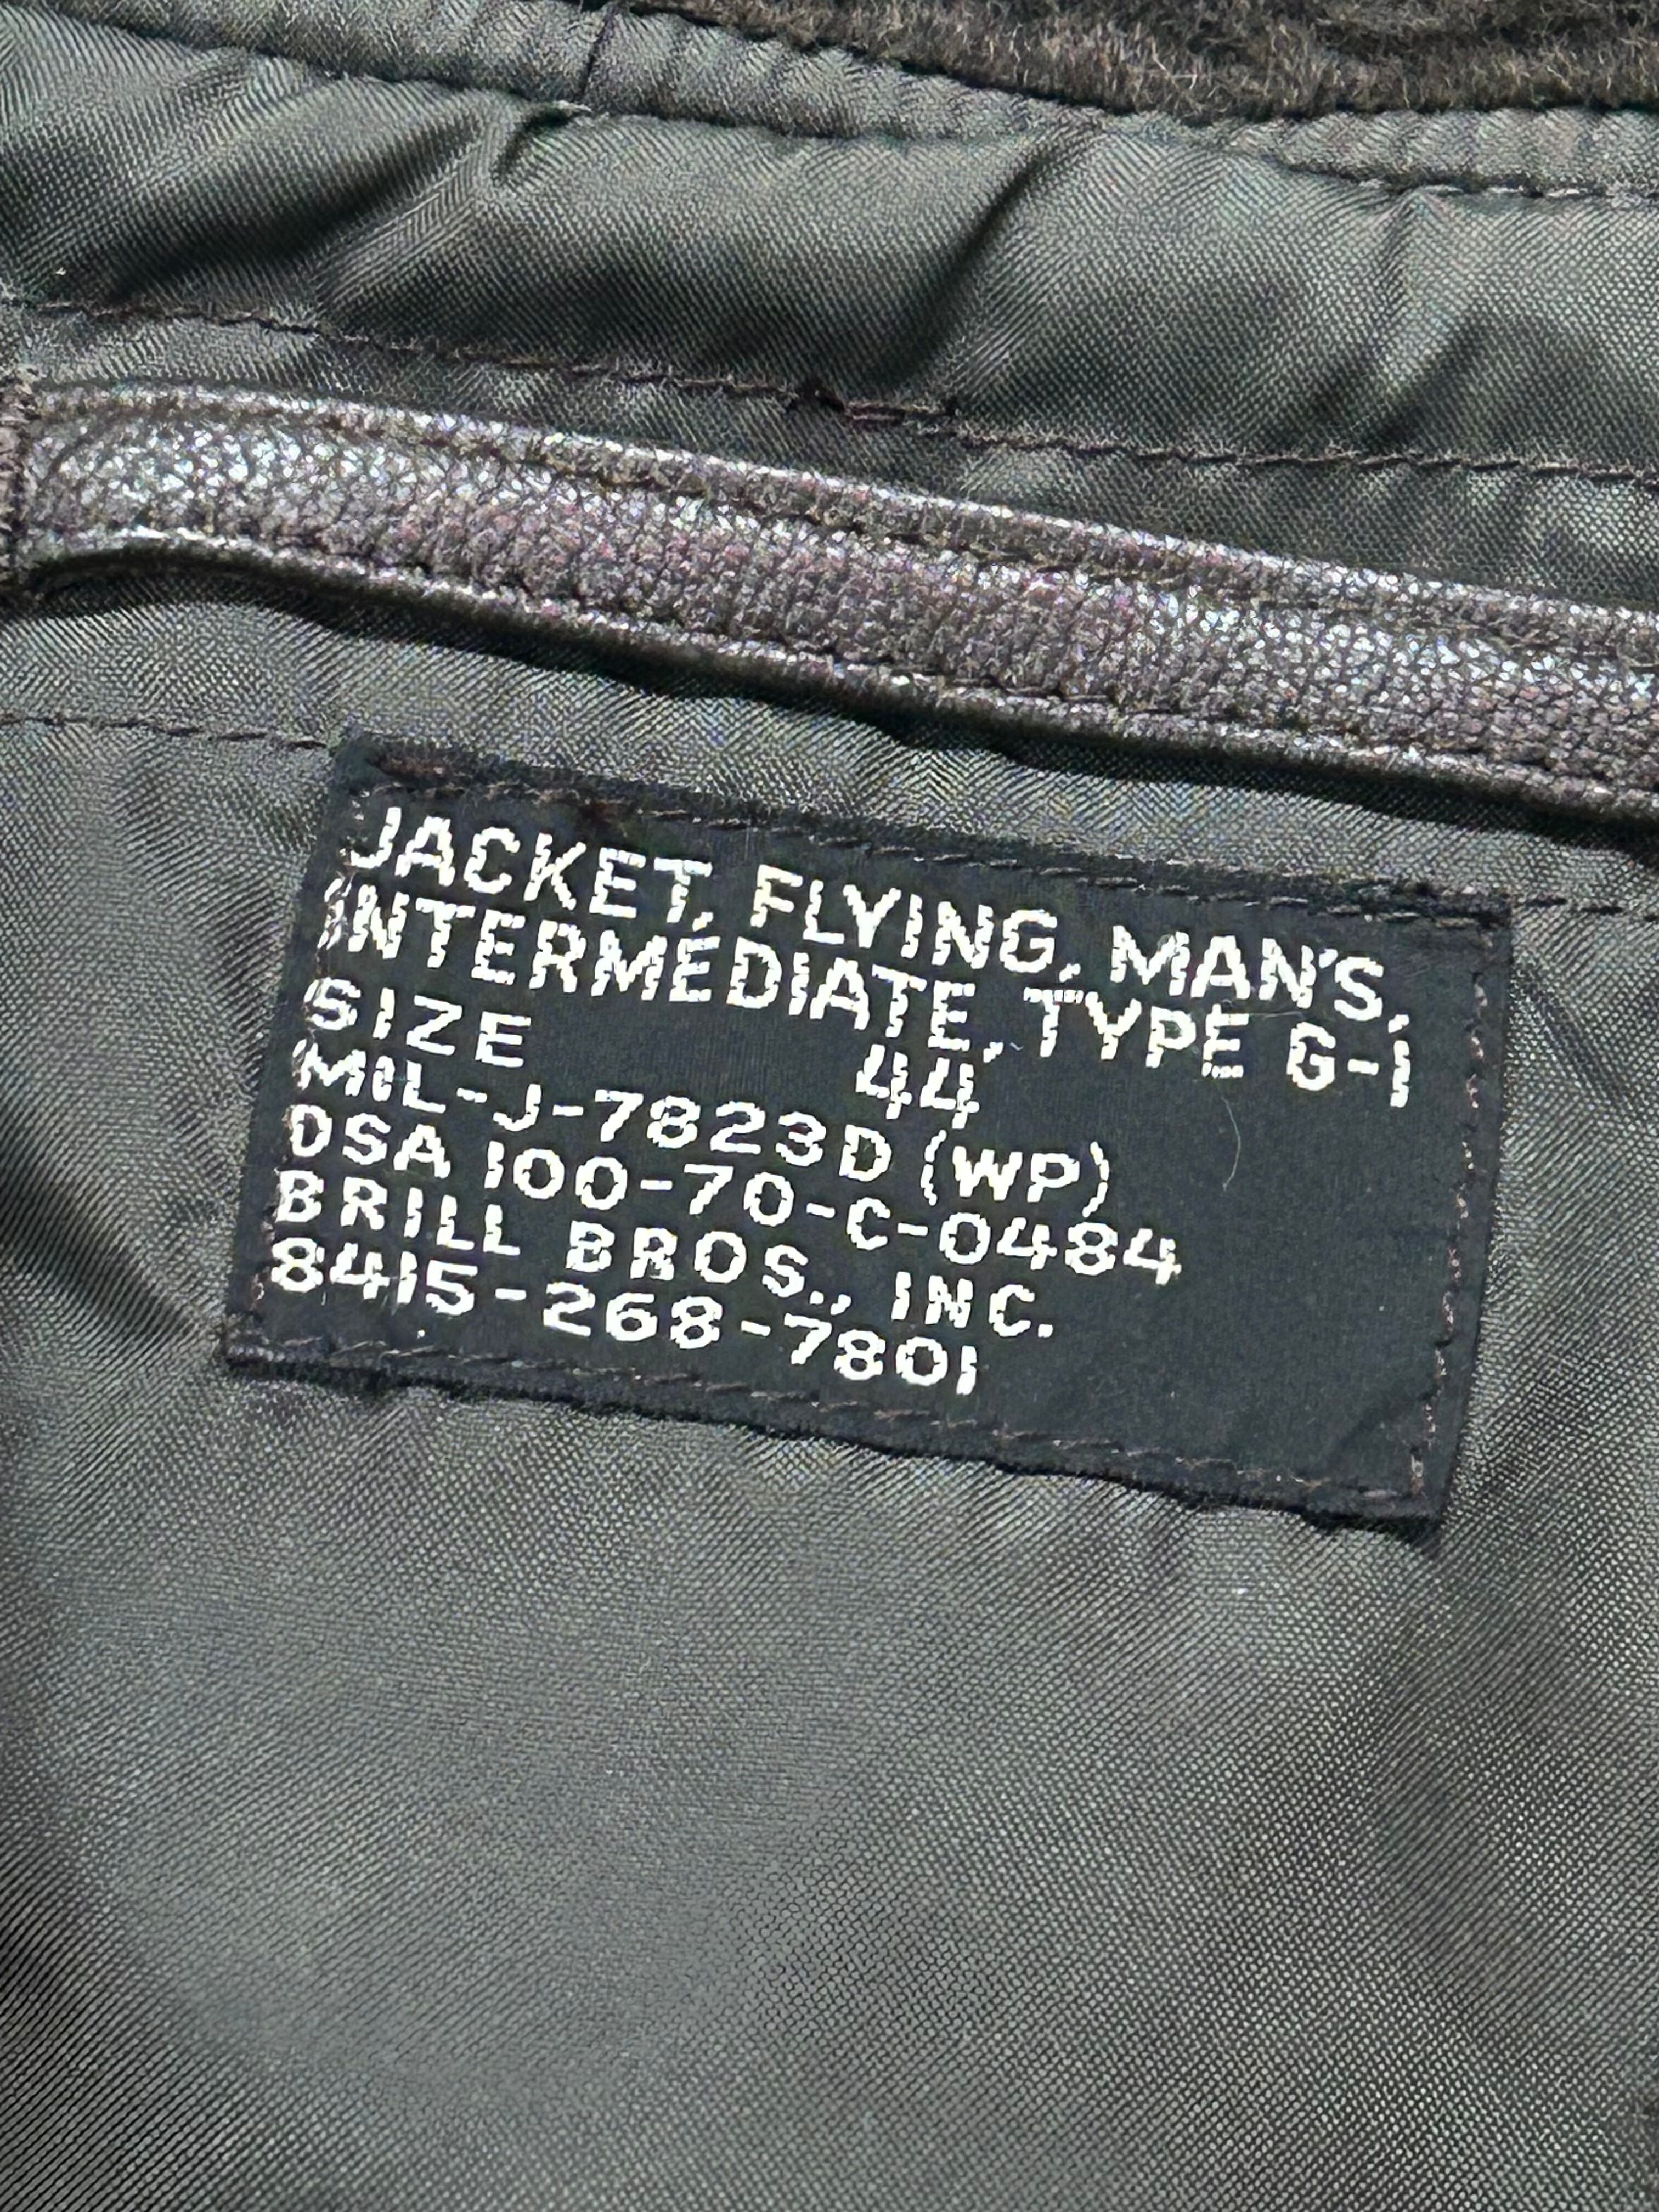 JACKET, FLYING, MAN'S,
INTERMEDIATE, TYPE G-1
SIZE 44
MIL-J-7823D (WP)
DSA 100-70-C-0484
BRILL BROS., INC.
8415-268-7801